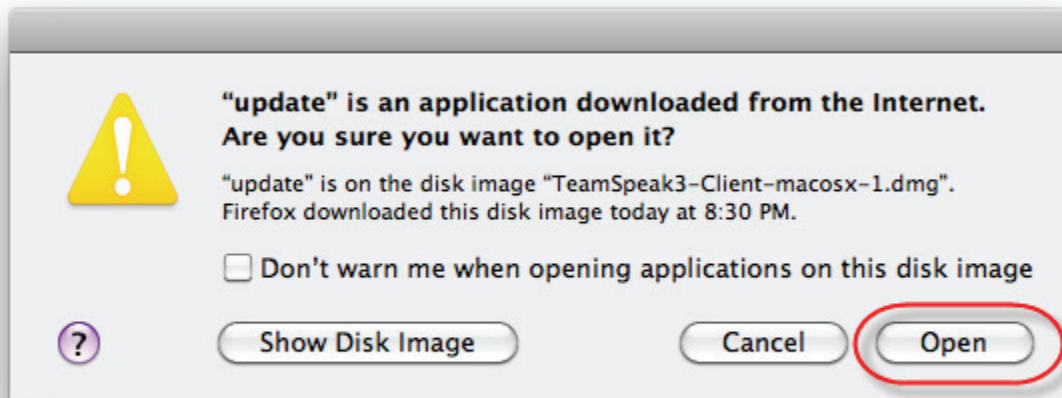 “update” is an application downloaded from the Internet.
Are you sure you want to open it?
“update” is on the disk image “TeamSpeak3-Client-macosx-1.dmg”.
Firefox downloaded this disk image today at 8:30 PM.
Don’t warn me when opening applications on this disk image
?
Show Disk Image
Cancel
Open